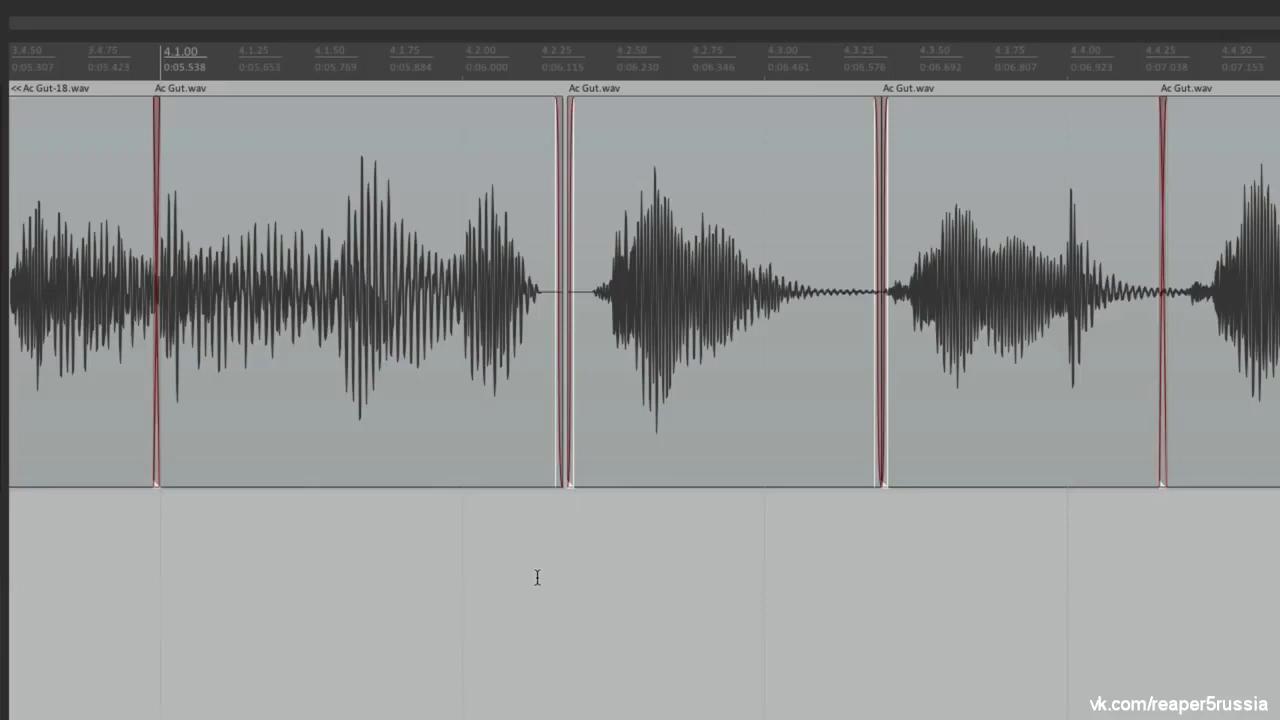 3.4.50 3.4.75 4.1.00 4.1.25 4.1.50 4.1.75 4.2.00 4.2.25 4.2.50 4.2.75 4.3.00 4.3.25 4.3.50 4.3.75 4.4.00 4.4.25 4.4.50
0:05.307 0:05.423 0:05.538 0:05.653 0:05.769 0:05.884 0:06.000 0:06.115 0:06.230 0:06.346 0:06.461 0:06.576 0:06.692 0:06.807 0:06.923 0:07.038 0:07.153
<< Ac Gut-18.wav Ac Gut.wav Ac Gut.wav Ac Gut.wav Ac Gut.wav
vk.com/reaper5russia